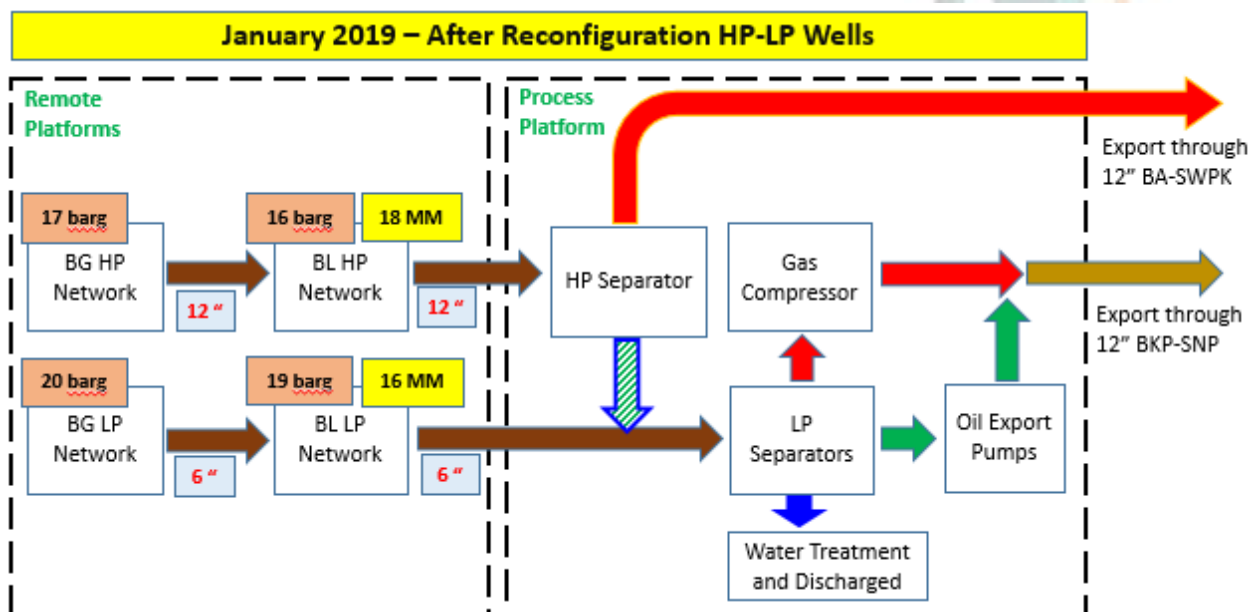 January 2019 – After Reconfiguration HP-LP Wells
Remote
Platforms
Process
Platform
Export through
12” BA-SWPK
17 barg
BG HP
Network
12 “
16 barg
18 MM
BL HP
Network
12 “
HP Separator
Gas
Compressor
Export through
12” BKP-SNP
20 barg
BG LP
Network
6 “
19 barg
16 MM
BL LP
Network
6 “
LP
Separators
Oil Export
Pumps
Water Treatment
and Discharged